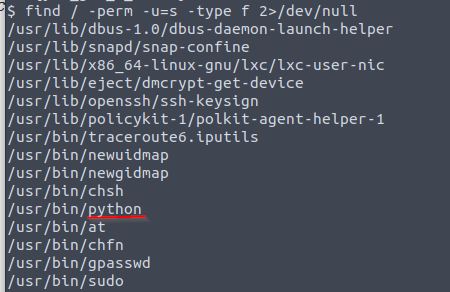 $ find / -perm -u=s -type f 2>/dev/null
/usr/lib/dbus-1.0/dbus-daemon-launch-helper
/usr/lib/snapd/snap-confine
/usr/lib/x86_64-linux-gnu/lxc/lxc-user-nic
/usr/lib/eject/dmcrypt-get-device
/usr/lib/openssh/ssh-keysign
/usr/lib/policykit-1/polkit-agent-helper-1
/usr/bin/traceroute6.iputils
/usr/bin/newuidmap
/usr/bin/newgidmap
/usr/bin/chsh
/usr/bin/python
/usr/bin/at
/usr/bin/chfn
/usr/bin/gpasswd
/usr/bin/sudo